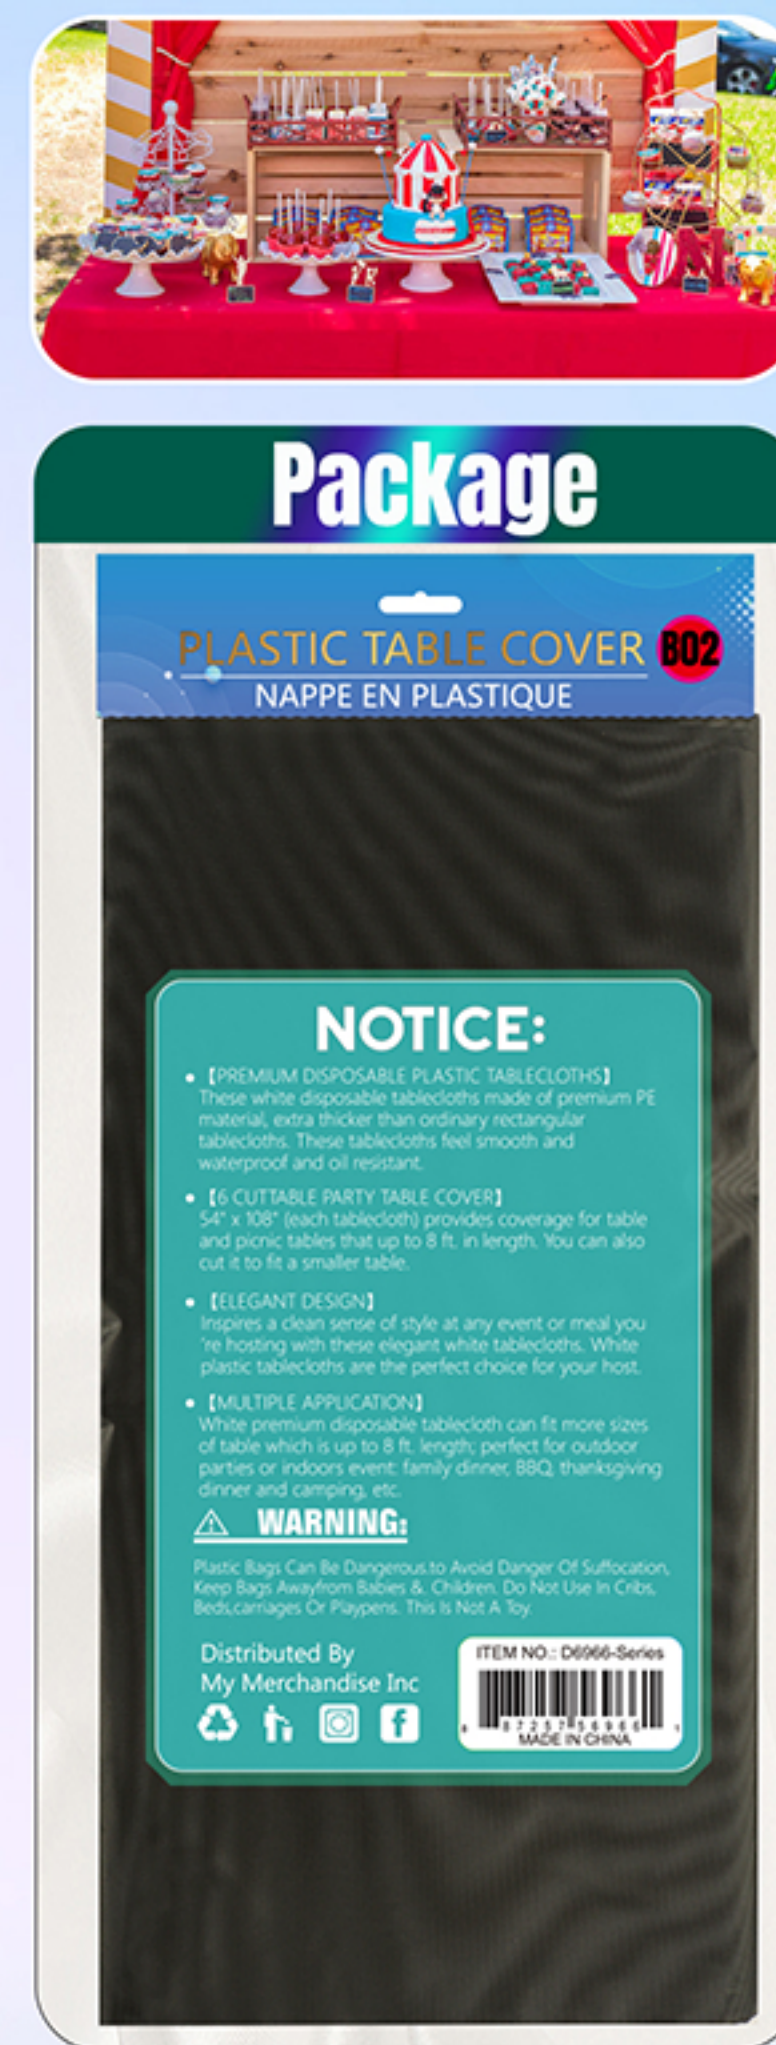 Package
PLASTIC TABLE COVER B02
NAPPE EN PLASTIQUE
NOTICE:
• 【PREMIUM DISPOSABLE PLASTIC TABLECLOTHS】
These white disposable tablecloths made of premium PE
material, extra thicker than ordinary rectangular
tablecloths. These tablecloths feel smooth and
waterproof and oil resistant.
• 【6 CUTTABLE PARTY TABLE COVER】
54" x 108" (each tablecloth) provides coverage for table
and picnic tables that up to 8 ft. in length. You can also
cut it to fit a smaller table.
• 【ELEGANT DESIGN】
Inspires a clean sense of style at any event or meal you
're hosting with these elegant white tablecloths. White
plastic tablecloths are the perfect choice for your host.
• 【MULTIPLE APPLICATION】
White premium disposable tablecloth can fit more sizes
of table which is up to 8 ft. length; perfect for outdoor
parties or indoors event: family dinner, BBQ, thanksgiving
dinner and camping, etc.
WARNING:
Plastic Bags Can Be Dangerous.to Avoid Danger Of Suffocation,
Keep Bags Awayfrom Babies & Children. Do Not Use In Cribs,
Beds,carriages Or Playpens. This Is Not A Toy.
Distributed By
My Merchandise Inc
ITEM NO.: D6966-Series
87257 56966 1
MADE IN CHINA